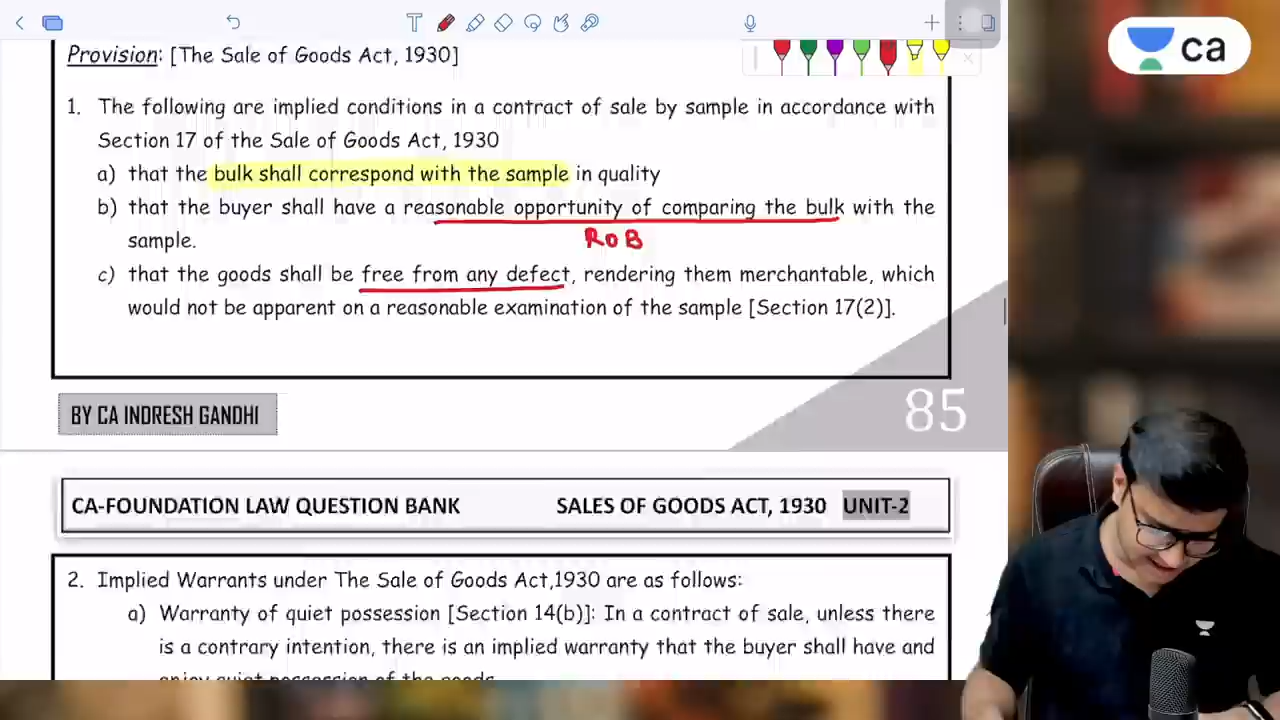 T
ca
Provision: [The Sale of Goods Act, 1930]
1. The following are implied conditions in a contract of sale by sample in accordance with
Section 17 of the Sale of Goods Act, 1930
a) that the bulk shall correspond with the sample in quality
b) that the buyer shall have a reasonable opportunity of comparing the bulk with the
sample.
RoB
c) that the goods shall be free from any defect, rendering them merchantable, which
would not be apparent on a reasonable examination of the sample [Section 17(2)].
BY CA INDRESH GANDHI
85
CA-FOUNDATION LAW QUESTION BANK SALES OF GOODS ACT, 1930 UNIT-2
2. Implied Warrants under The Sale of Goods Act,1930 are as follows:
a) Warranty of quiet possession [Section 14(b)]: In a contract of sale, unless there
is a contrary intention, there is an implied warranty that the buyer shall have and
enjoy quiet possession of the goods